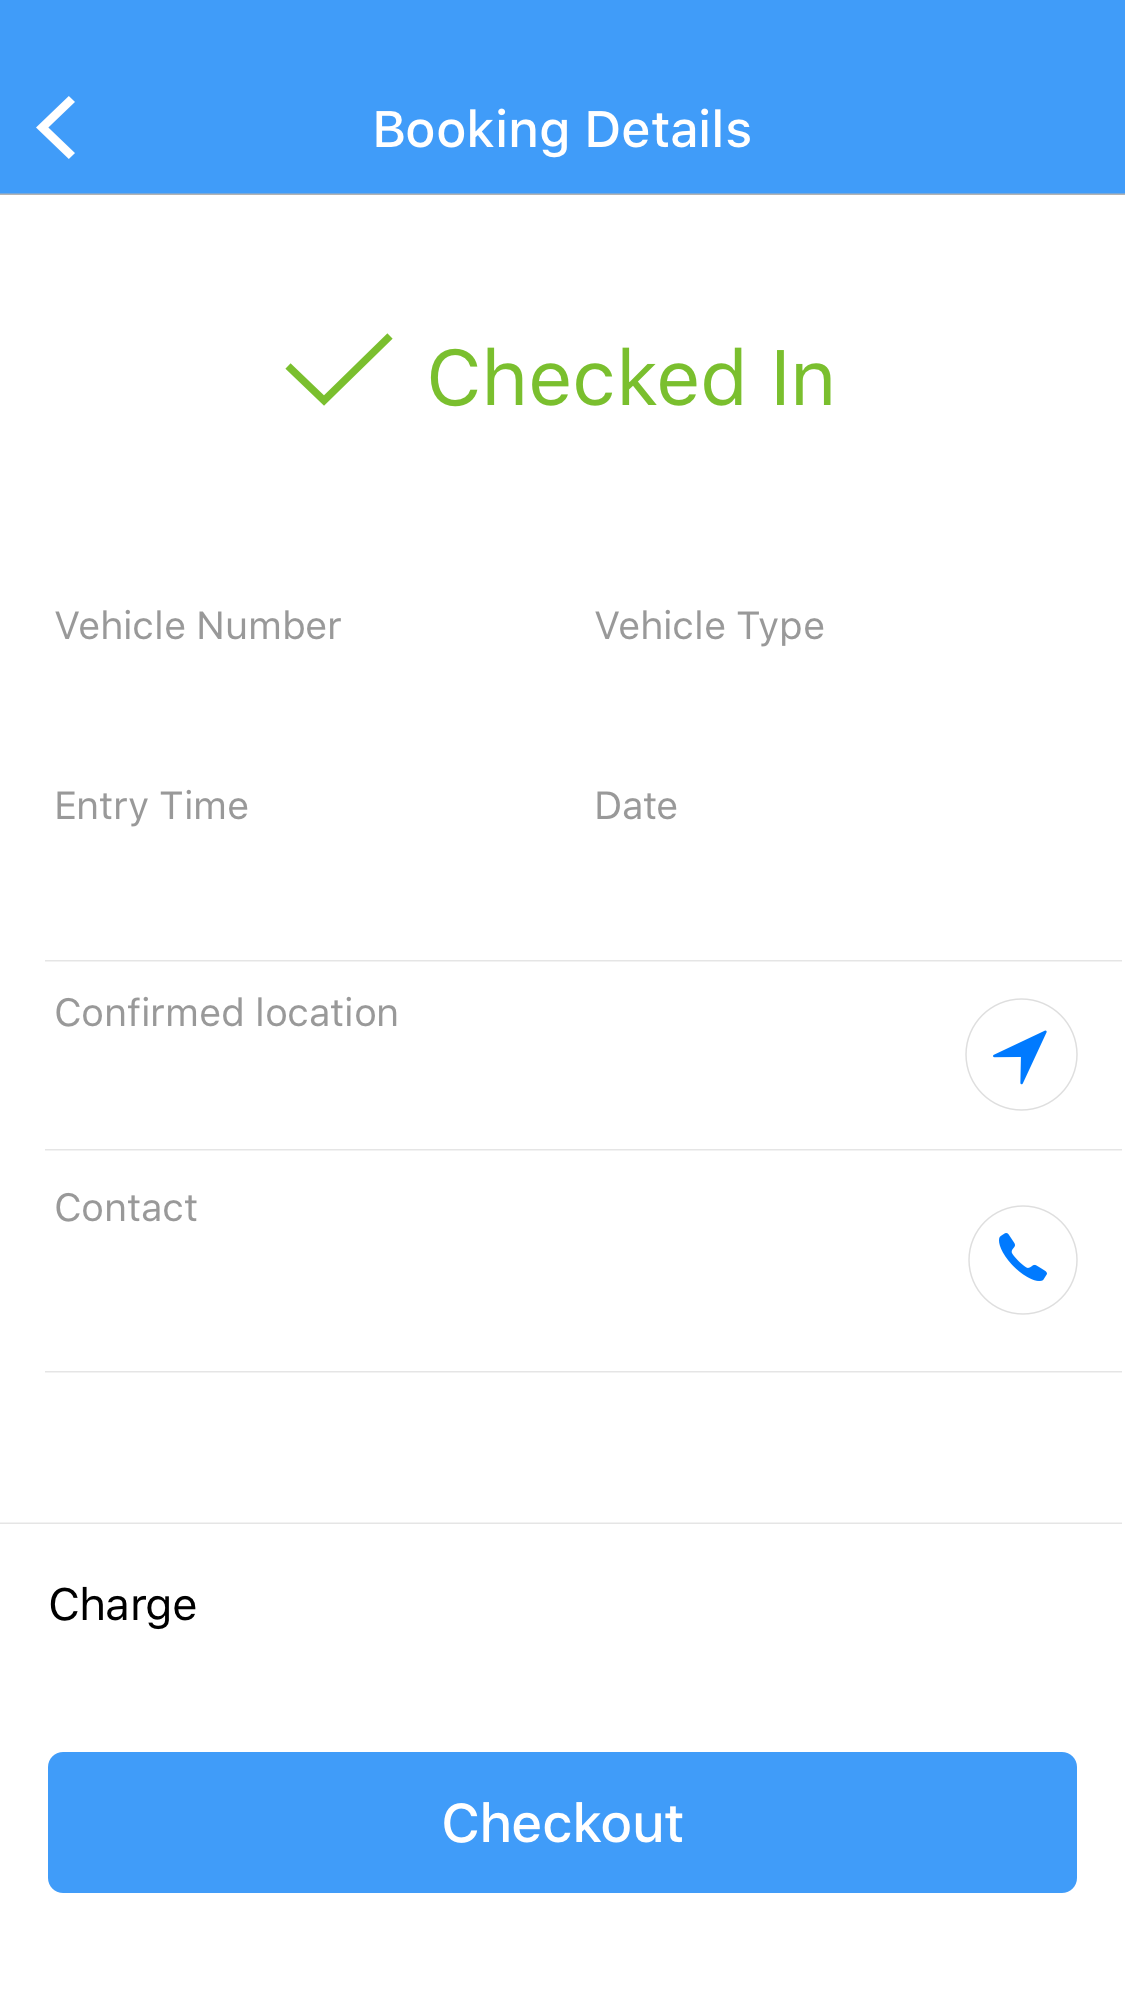 Booking Details
Checked In
Vehicle Number
Vehicle Type
Entry Time
Date
Confirmed location
Contact
Charge
Checkout